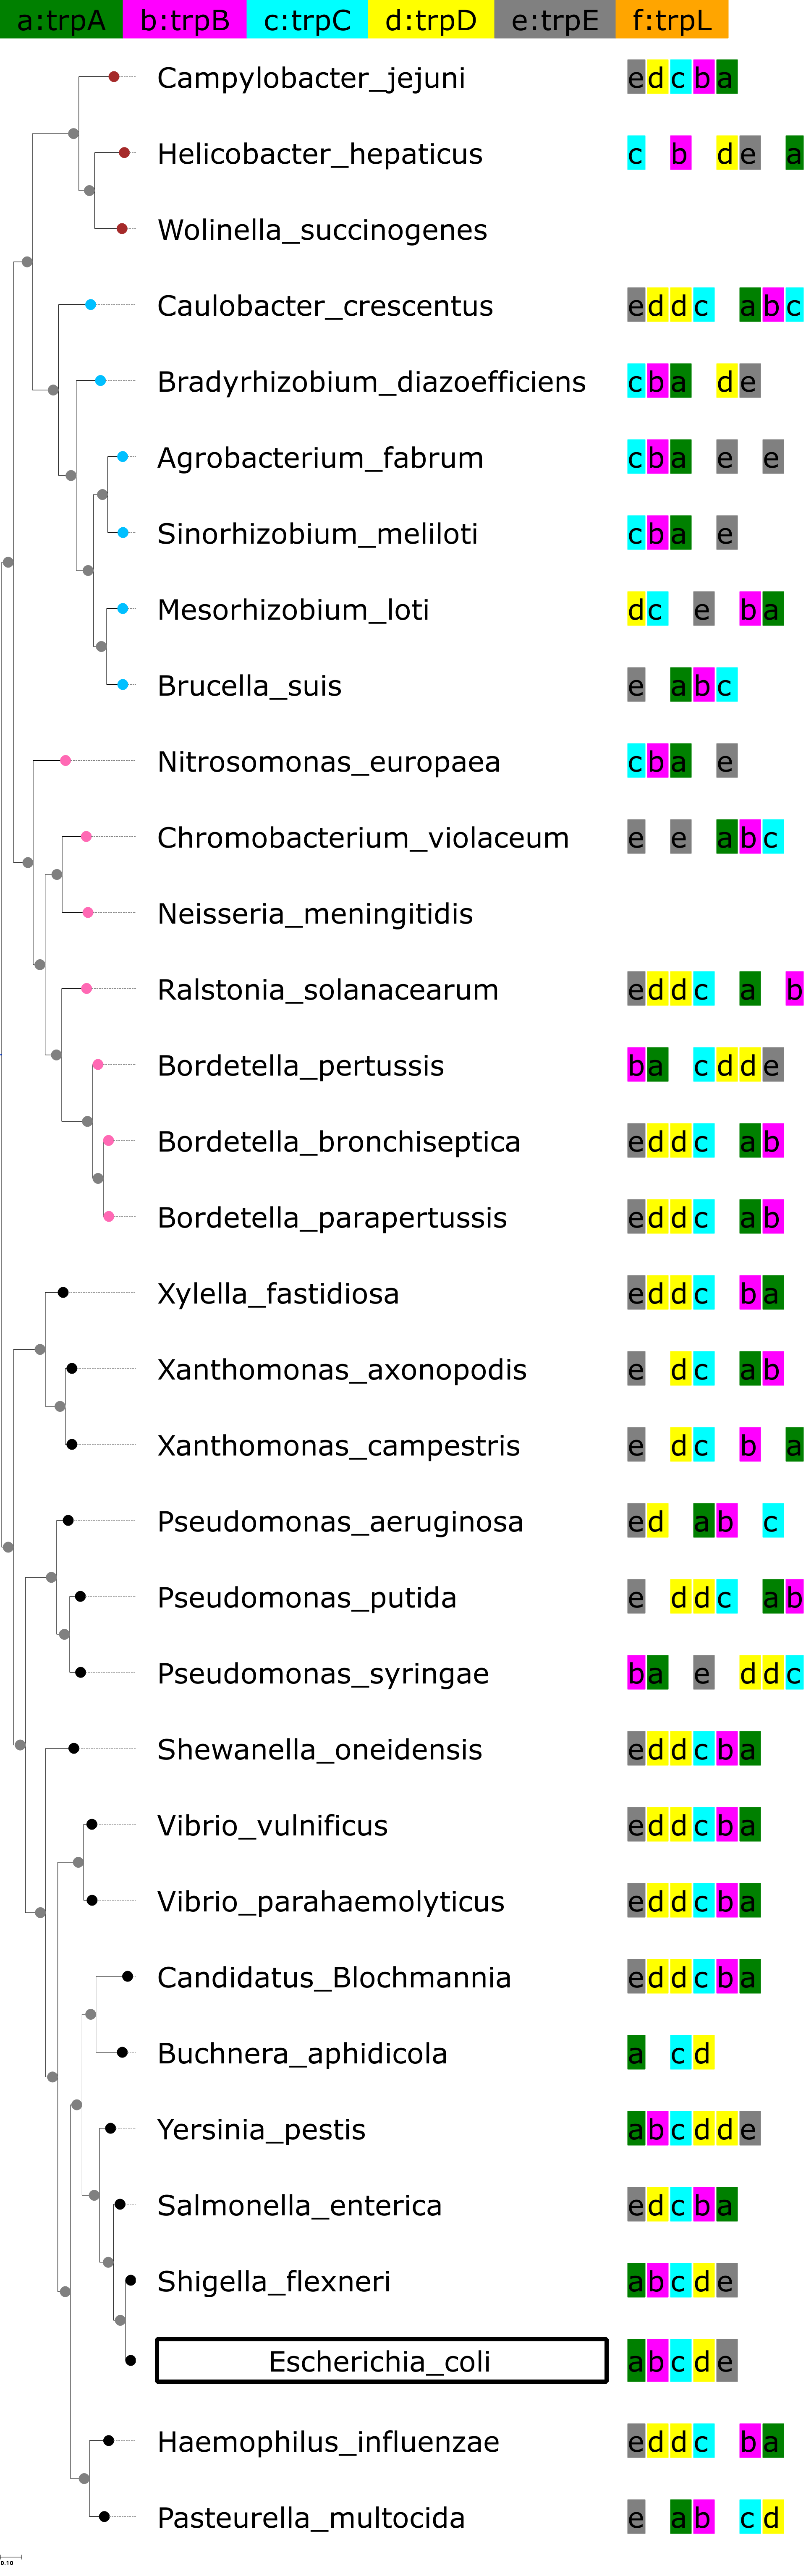 a:trpA b:trpB c:trpC d:trpD e:trpE f:trpL
Campylobacter_jejuni e d c b a
Helicobacter_hepaticus c b d e a
Wolinella_succinogenes
Caulobacter_crescentus e d d c a b c
Bradyrhizobium_diazoefficiens c b a d e
Agrobacterium_fabrum c b a e e
Sinorhizobium_meliloti c b a e
Mesorhizobium_loti d c e b a
Brucella_suis e a b c
Nitrosomonas_europaea c b a e
Chromobacterium_violaceum e e a b c
Neisseria_meningitidis
Ralstonia_solanacearum e d d c a b
Bordetella_pertussis b a c d d e
Bordetella_bronchiseptica e d d c a b
Bordetella_parapertussis e d d c a b
Xylella_fastidiosa e d d c b a
Xanthomonas_axonopodis e d c a b
Xanthomonas_campestris e d c b a
Pseudomonas_aeruginosa e d a b c
Pseudomonas_putida e d d c a b
Pseudomonas_syringae b a e d d c
Shewanella_oneidensis e d d c b a
Vibrio_vulnificus e d d c b a
Vibrio_parahaemolyticus e d d c b a
Candidatus_Blochmannia e d d c b a
Buchnera_aphidicola a c d
Yersinia_pestis a b c d d e
Salmonella_enterica e d c b a
Shigella_flexneri a b c d e
Escherichia_coli a b c d e
Haemophilus_influenzae e d d c b a
Pasteurella_multocida e a b c d
0.10